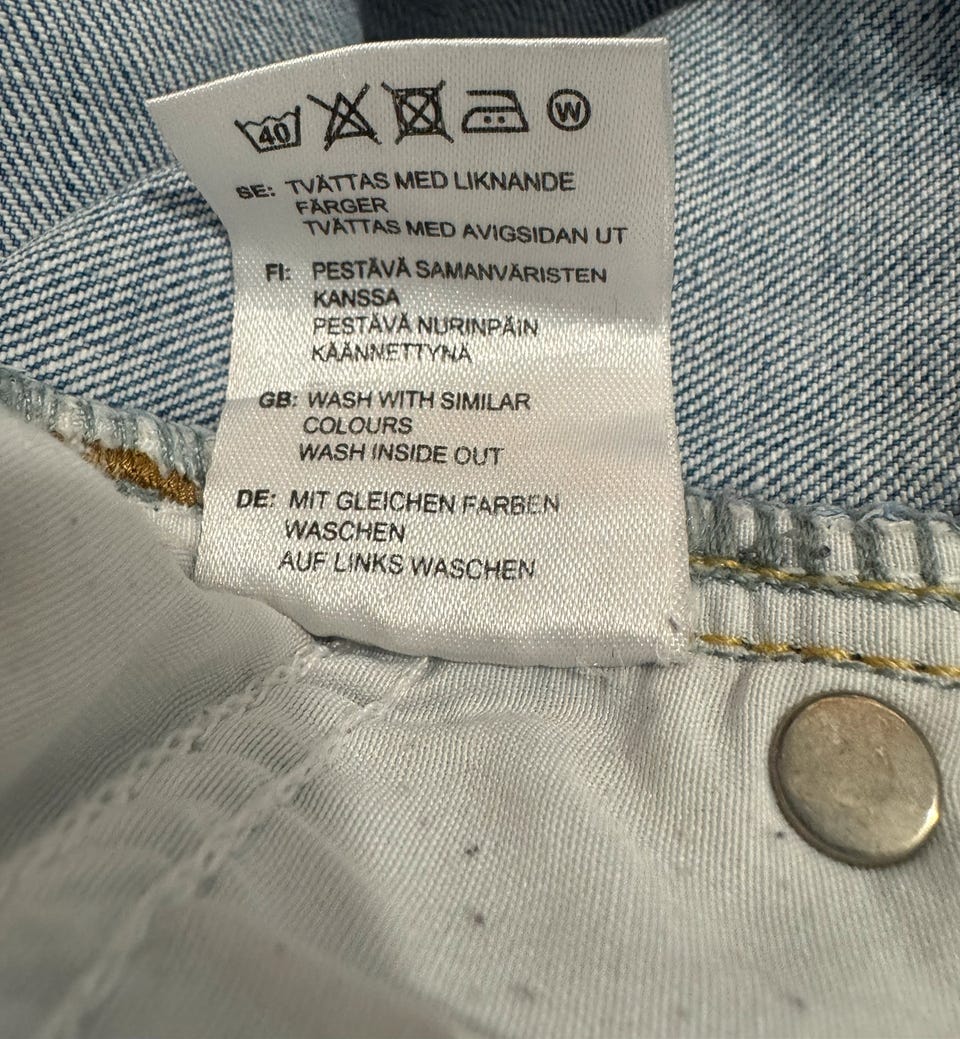 40 W
SE: TVÄTTAS MED LIKNANDE
FÄRGER
TVÄTTAS MED AVIGSIDAN UT
FI: PESTÄVÄ SAMANVÄRISTEN
KANSSA
PESTÄVÄ NURINPÄIN
KÄÄNNETTYNÄ
GB: WASH WITH SIMILAR
COLOURS
WASH INSIDE OUT
DE: MIT GLEICHEN FARBEN
WASCHEN
AUF LINKS WASCHEN